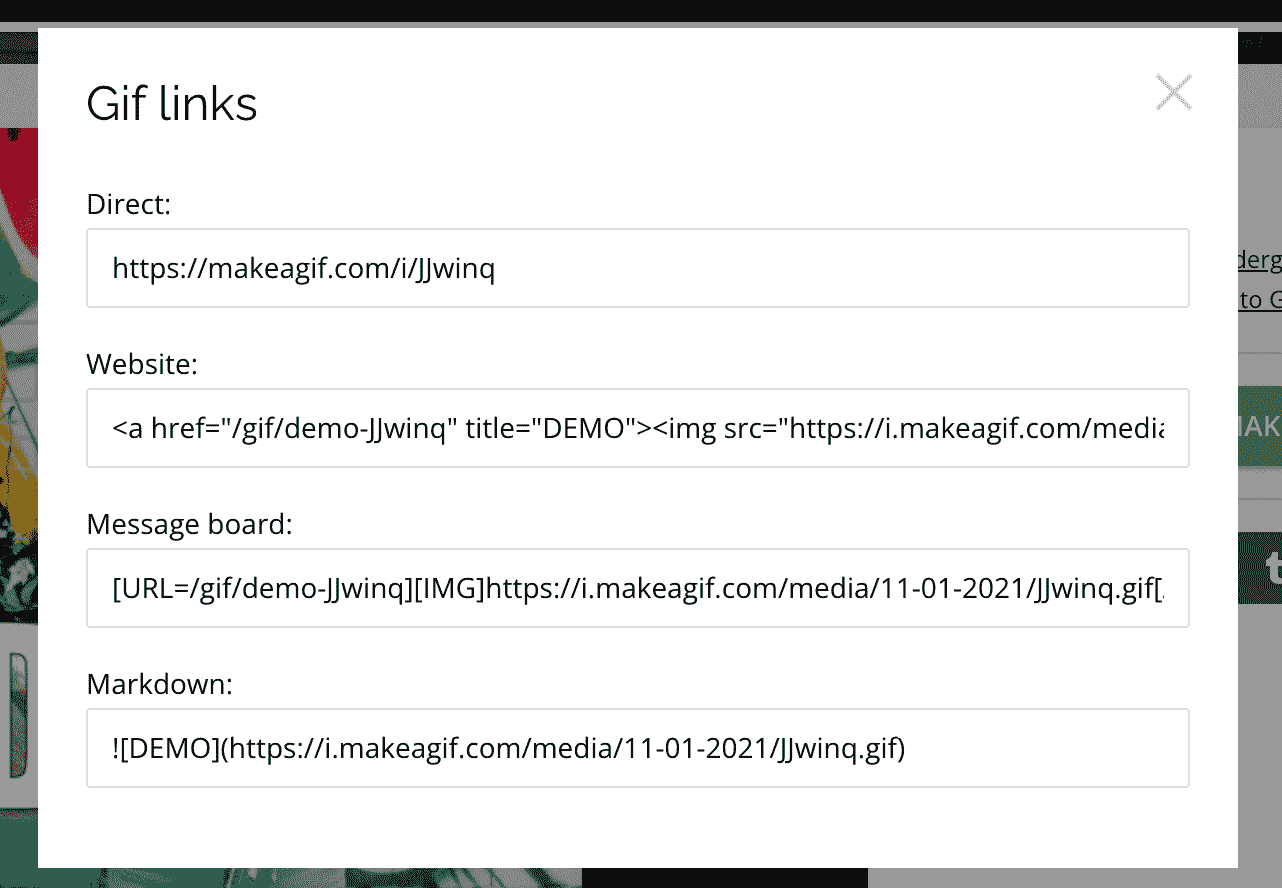 Gif links
Direct:
https://makeagif.com/i/JJwinq
Website:
<a href="/gif/demo-JJwinq" title="DEMO"><img src="https://i.makeagif.com/media
Message board:
[URL=/gif/demo-JJwinq][IMG]https://i.makeagif.com/media/11-01-2021/JJwinq.gif[
Markdown:
![DEMO](https://i.makeagif.com/media/11-01-2021/JJwinq.gif)
derg
to G
MAK
t